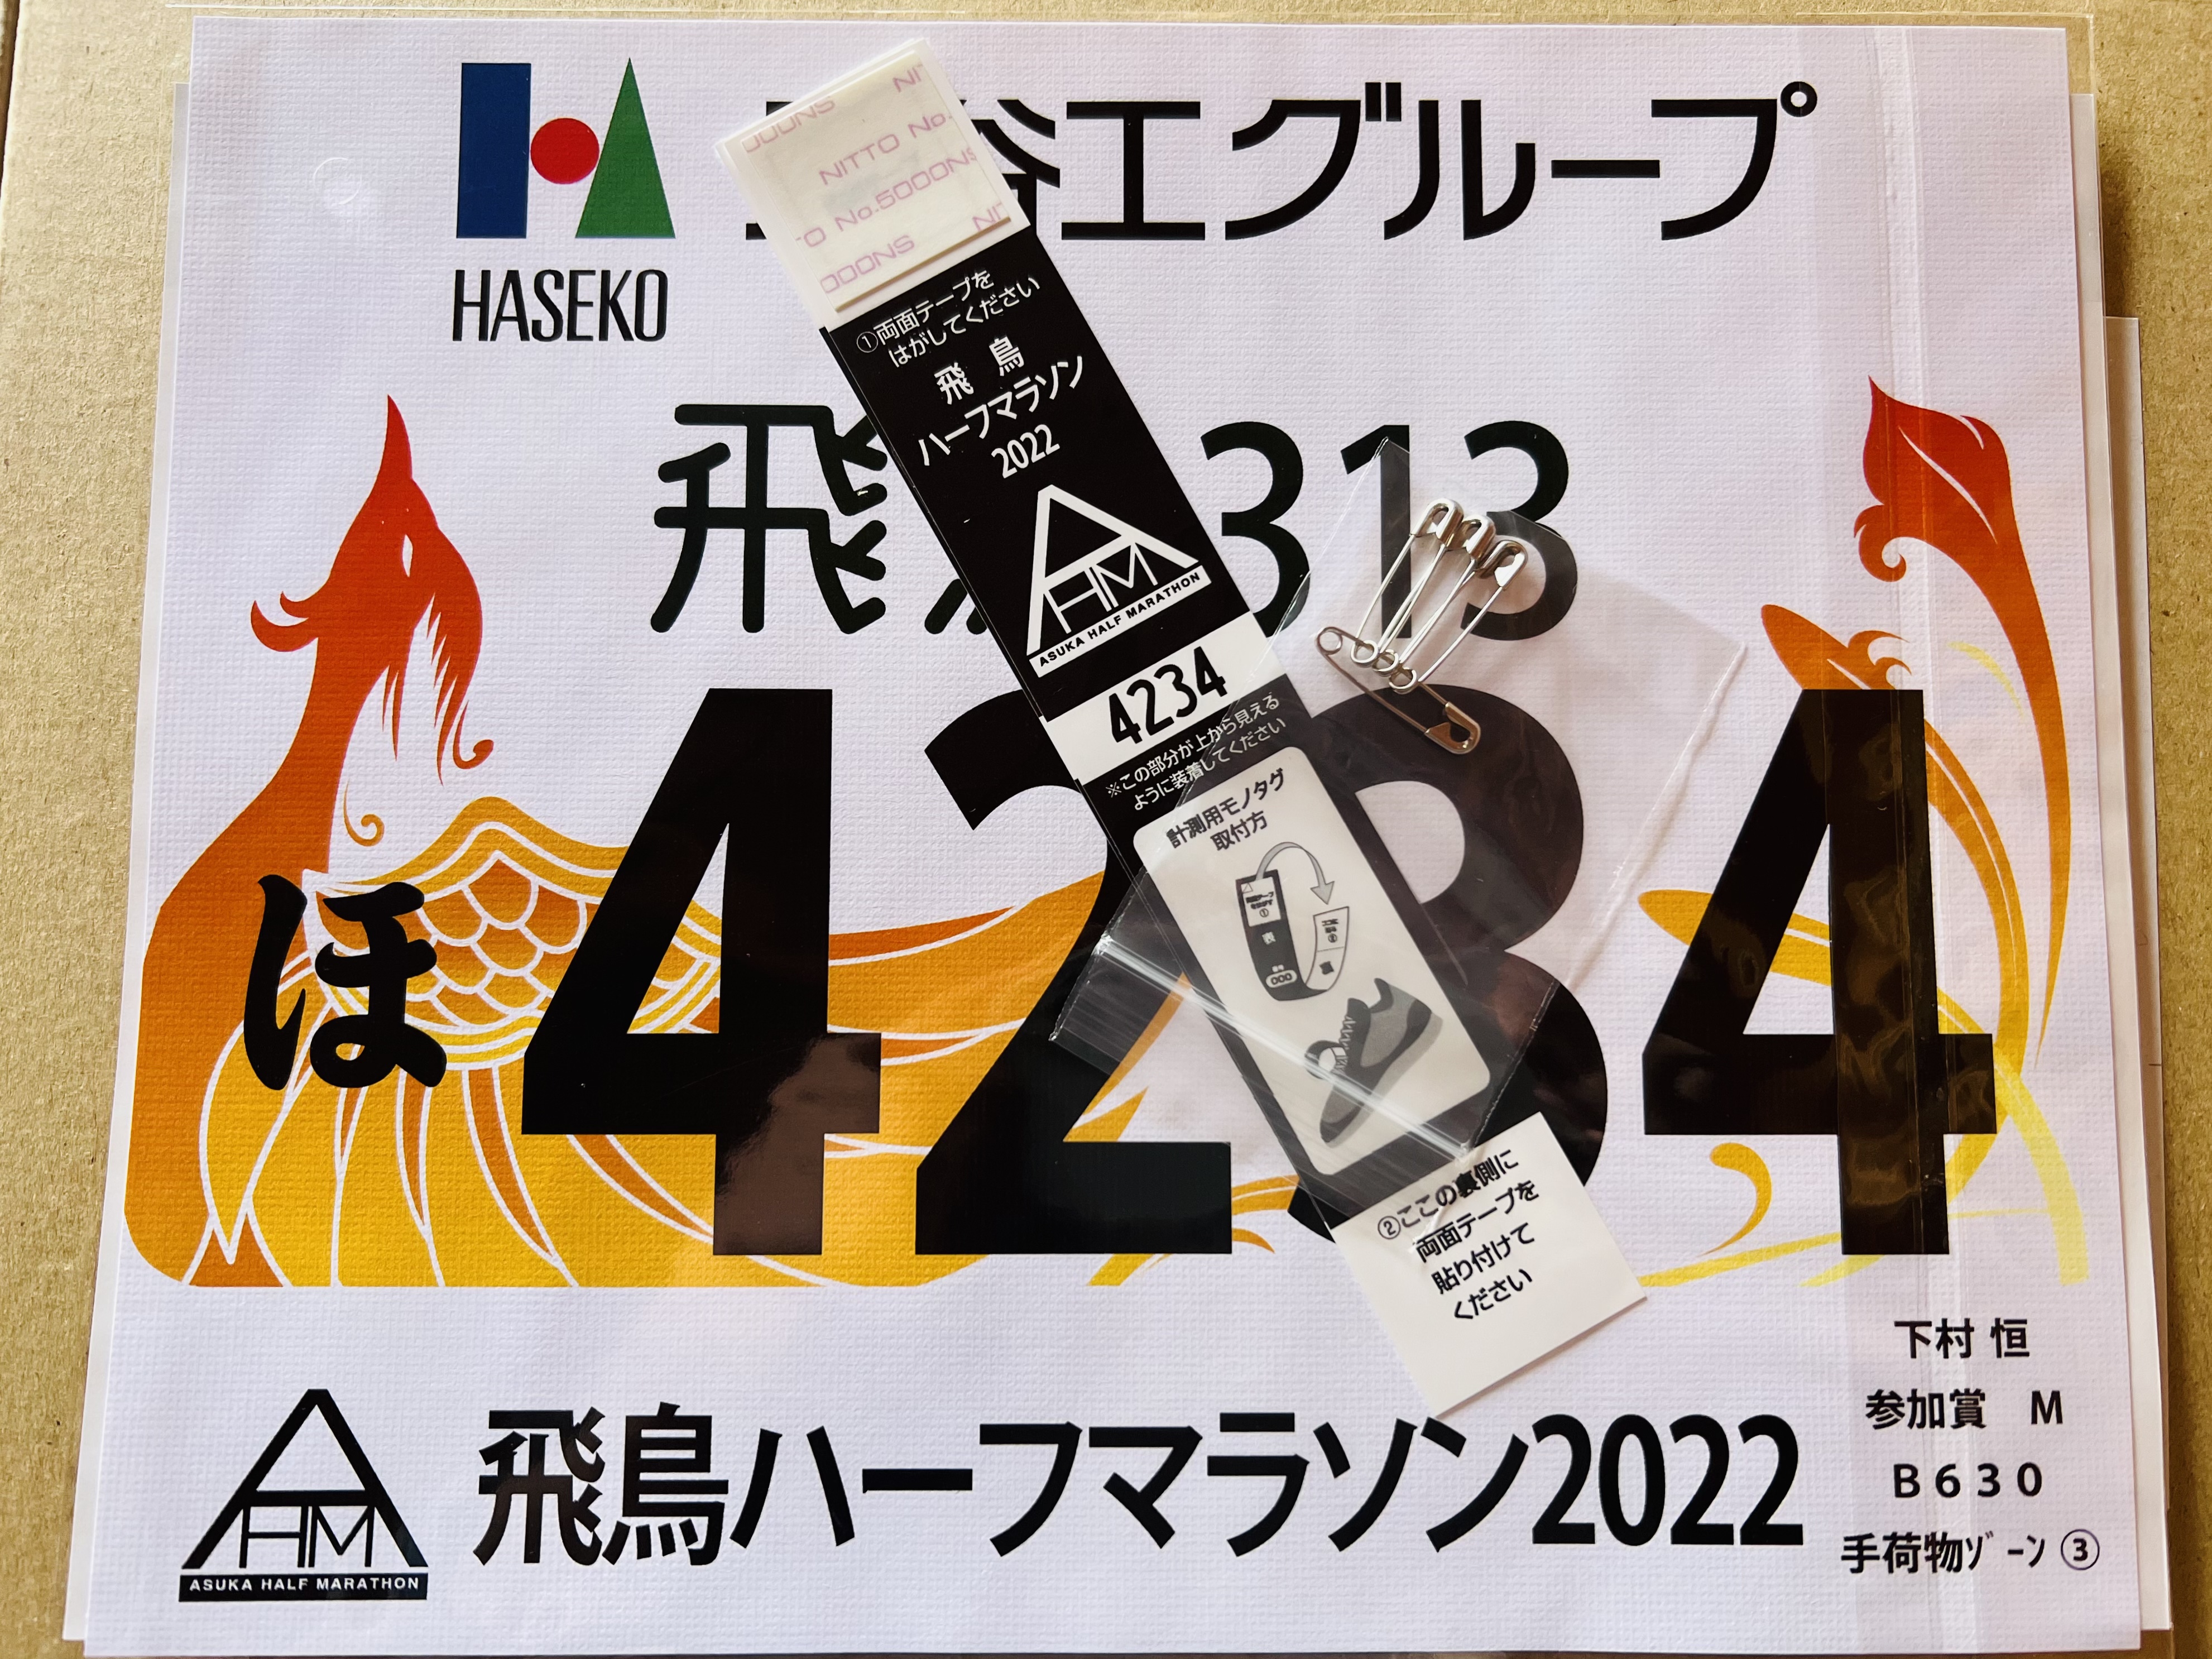 HASEKO
谷工グループ
飛
313
ほ
4234
飛鳥ハーフマラソン2022
ASUKA HALF MARATHON
下村 恒
参加賞 M
B630
手荷物ゾーン ③
NITTO No.
No.5000NS
①両面テープを
はがしてください
飛鳥
ハーフマラソン
2022
AHM
ASUKA HALF MARATHON
4234
※この部分が上から見える
ように装着してください
計測用モノタグ
取付方
②ここの裏側に
両面テープを
貼り付けて
ください
AHM